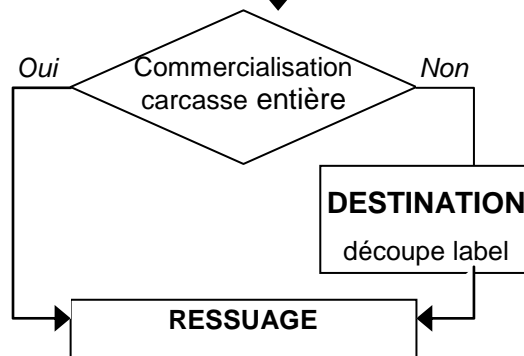 Oui
Commercialisation
carcasse entière
Non
DESTINATION
découpe label
RESSUAGE